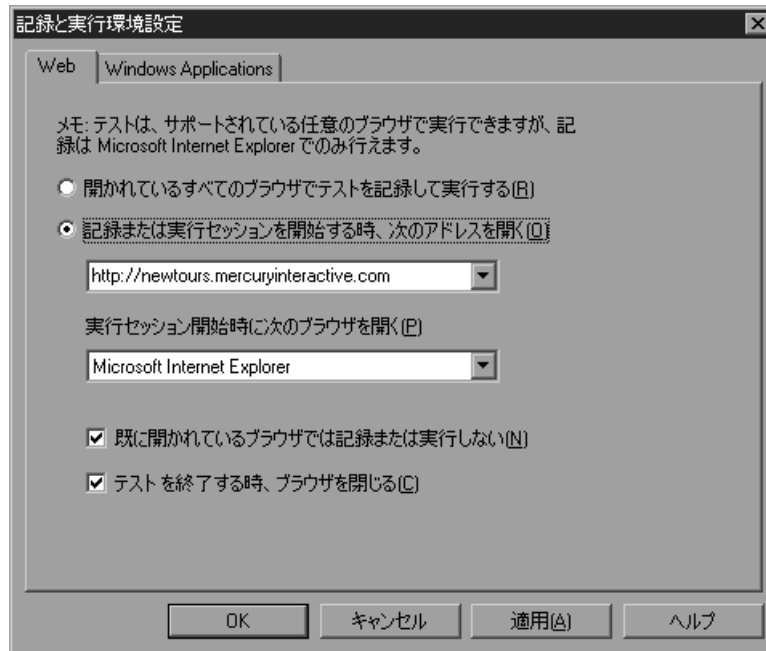 記録と実行環境設定
Web
Windows Applications
メモ: テストは、サポートされている任意のブラウザで実行できますが、記
録は Microsoft Internet Explorer でのみ行えます。
開かれているすべてのブラウザでテストを記録して実行する(R)
記録または実行セッションを開始する時、次のアドレスを開く(O)
http://newtours.mercuryinteractive.com
実行セッション開始時に次のブラウザを開く(P)
Microsoft Internet Explorer
既に開かれているブラウザでは記録または実行しない(N)
テストを終了する時、ブラウザを閉じる(C)
OK
キャンセル
適用(A)
ヘルプ